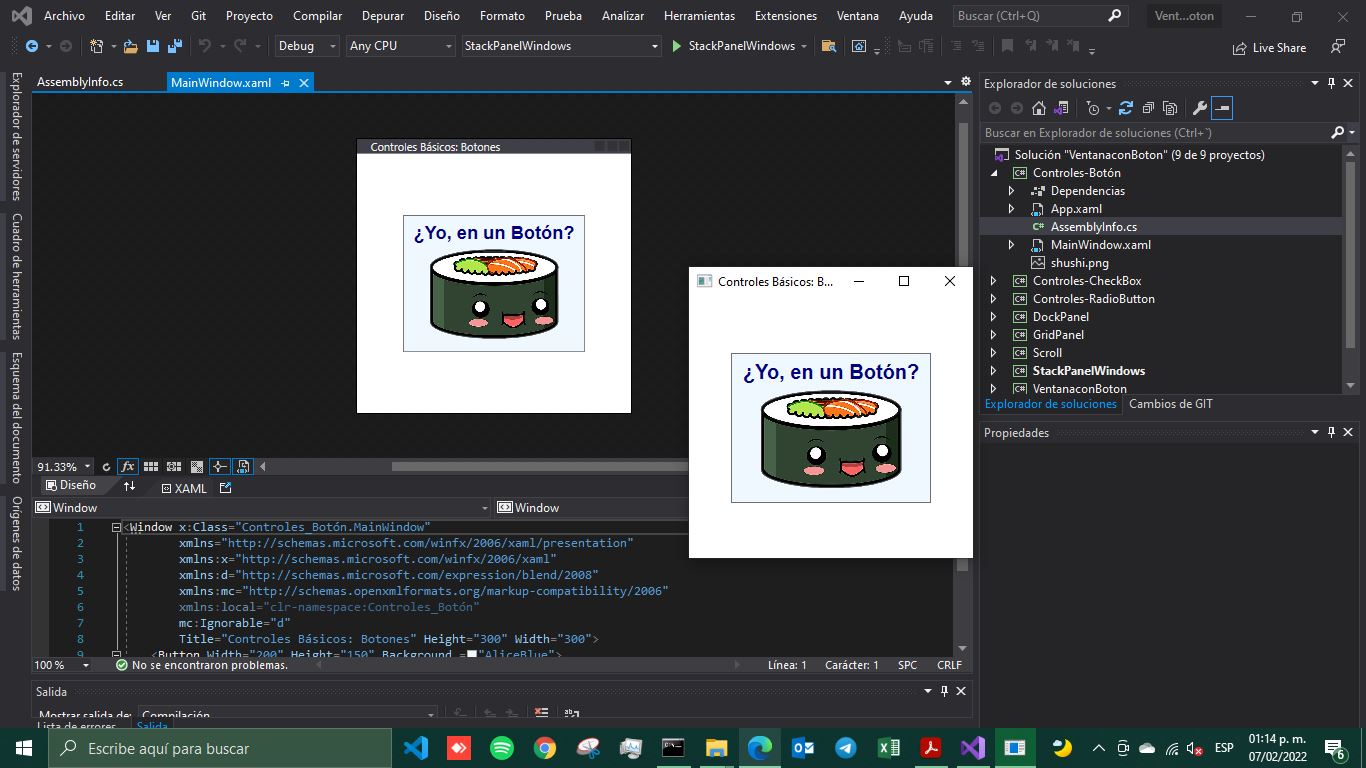 Archivo Editar Ver Git Proyecto Compilar Depurar Diseño Formato Prueba Analizar Herramientas Extensiones Ventana Ayuda Buscar (Ctrl+Q) Vent...oton
Debug Any CPU StackPanelWindows StackPanelWindows Live Share
AssemblyInfo.cs MainWindow.xaml
Explorador de servidores
Cuadro de herramientas
Esquema del documento
Orígenes de datos
Controles Básicos: Botones
¿Yo, en un Botón?
Controles Básicos: B...
¿Yo, en un Botón?
91.33%
Diseño XAML
Window Window
1 <Window x:Class="Controles_Botón.MainWindow"
2 xmlns="http://schemas.microsoft.com/winfx/2006/xaml/presentation"
3 xmlns:x="http://schemas.microsoft.com/winfx/2006/xaml"
4 xmlns:d="http://schemas.microsoft.com/expression/blend/2008"
5 xmlns:mc="http://schemas.openxmlformats.org/markup-compatibility/2006"
6 xmlns:local="clr-namespace:Controles_Botón"
7 mc:Ignorable="d"
8 Title="Controles Básicos: Botones" Height="300" Width="300">
9 <Button Width="200" Height="150" Background ="AliceBlue">
100 % No se encontraron problemas. Línea: 1 Carácter: 1 SPC CRLF
Salida
Mostrar salida de: Compilación
Lista de errores Salida
Explorador de soluciones
Buscar en Explorador de soluciones (Ctrl+`)
Solución "VentanaconBoton" (9 de 9 proyectos)
Controles-Botón
Dependencias
App.xaml
AssemblyInfo.cs
MainWindow.xaml
shushi.png
Controles-CheckBox
Controles-RadioButton
DockPanel
GridPanel
Scroll
StackPanelWindows
VentanaconBoton
Explorador de soluciones Cambios de GIT
Propiedades
Escribe aquí para buscar
ESP
01:14 p. m.
07/02/2022
6